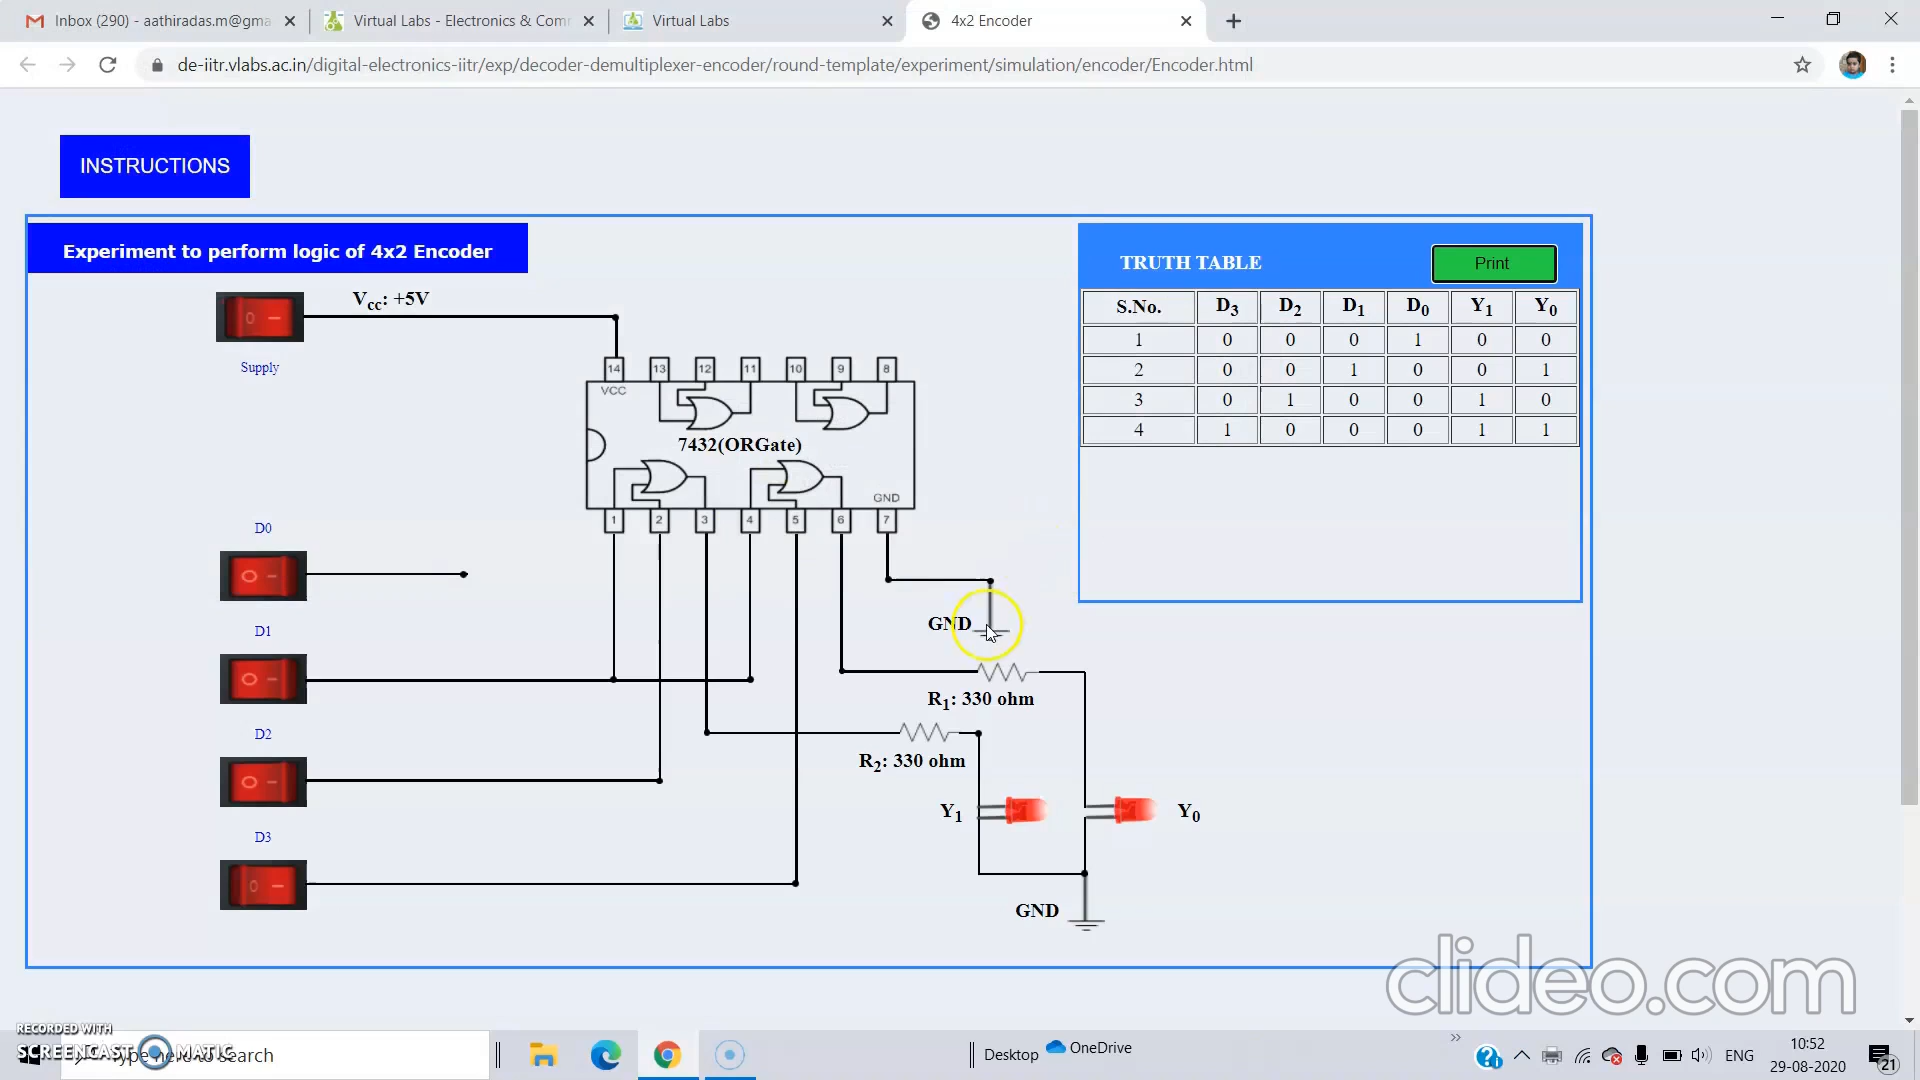 Inbox (290) - aathiradas.m@gma
Virtual Labs - Electronics & Com
Virtual Labs
4x2 Encoder
de-iitr.vlabs.ac.in/digital-electronics-iitr/exp/decoder-demultiplexer-encoder/round-template/experiment/simulation/encoder/Encoder.html
INSTRUCTIONS
Experiment to perform logic of 4x2 Encoder
Vcc: +5V
Supply
14 13 12 11 10 9 8
VCC
7432(ORGate)
GND
1 2 3 4 5 6 7
D0
D1
D2
D3
GND
R1: 330 ohm
R2: 330 ohm
Y1
Y0
GND
TRUTH TABLE
Print
S.No. D3 D2 D1 D0 Y1 Y0
1 0 0 0 1 0 0
2 0 0 1 0 0 1
3 0 1 0 0 1 0
4 1 0 0 0 1 1
clideo.com
RECORDED WITH
SCREENCAST MATIC
Type here to search
Desktop
OneDrive
ENG
10:52
29-08-2020
21